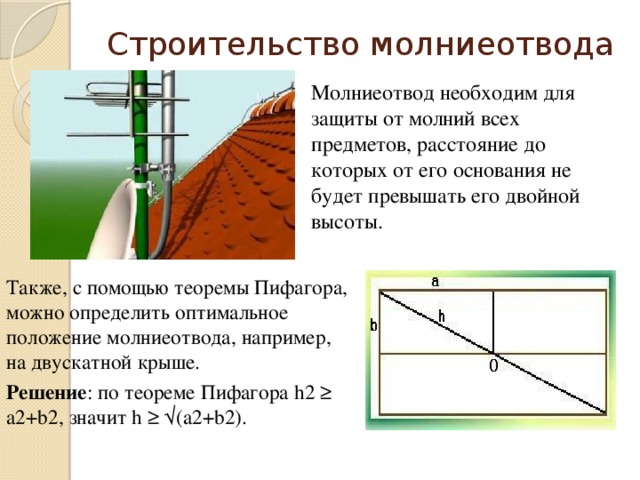 Строительство молниеотвода
Молниеотвод необходим для
защиты от молний всех
предметов, расстояние до
которых от его основания не
будет превышать его двойной
высоты.
Также, с помощью теоремы Пифагора,
можно определить оптимальное
положение молниеотвода, например,
на двускатной крыше.
Решение: по теореме Пифагора h2 ≥
a2+b2, значит h ≥ √(a2+b2).
a
b
h
0